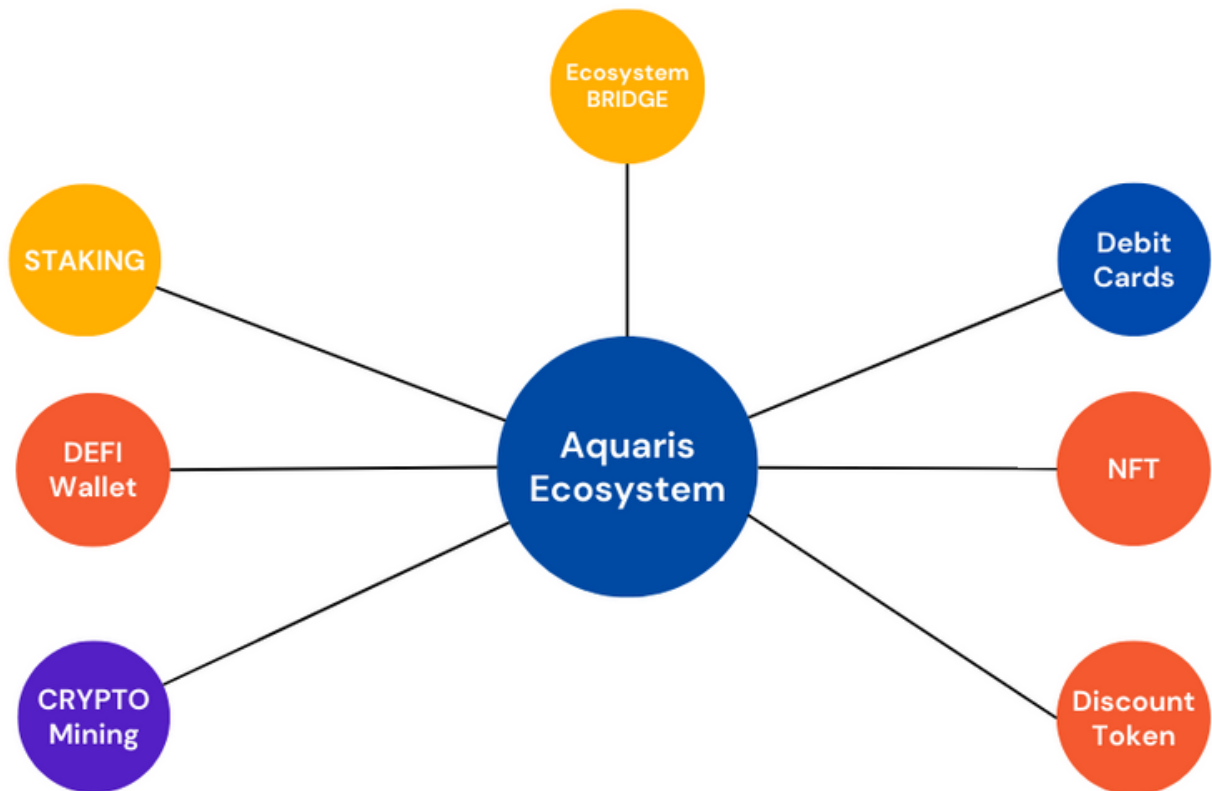 Ecosystem
BRIDGE
STAKING
Debit
Cards
DEFI
Wallet
Aquaris
Ecosystem
NFT
CRYPTO
Mining
Discount
Token